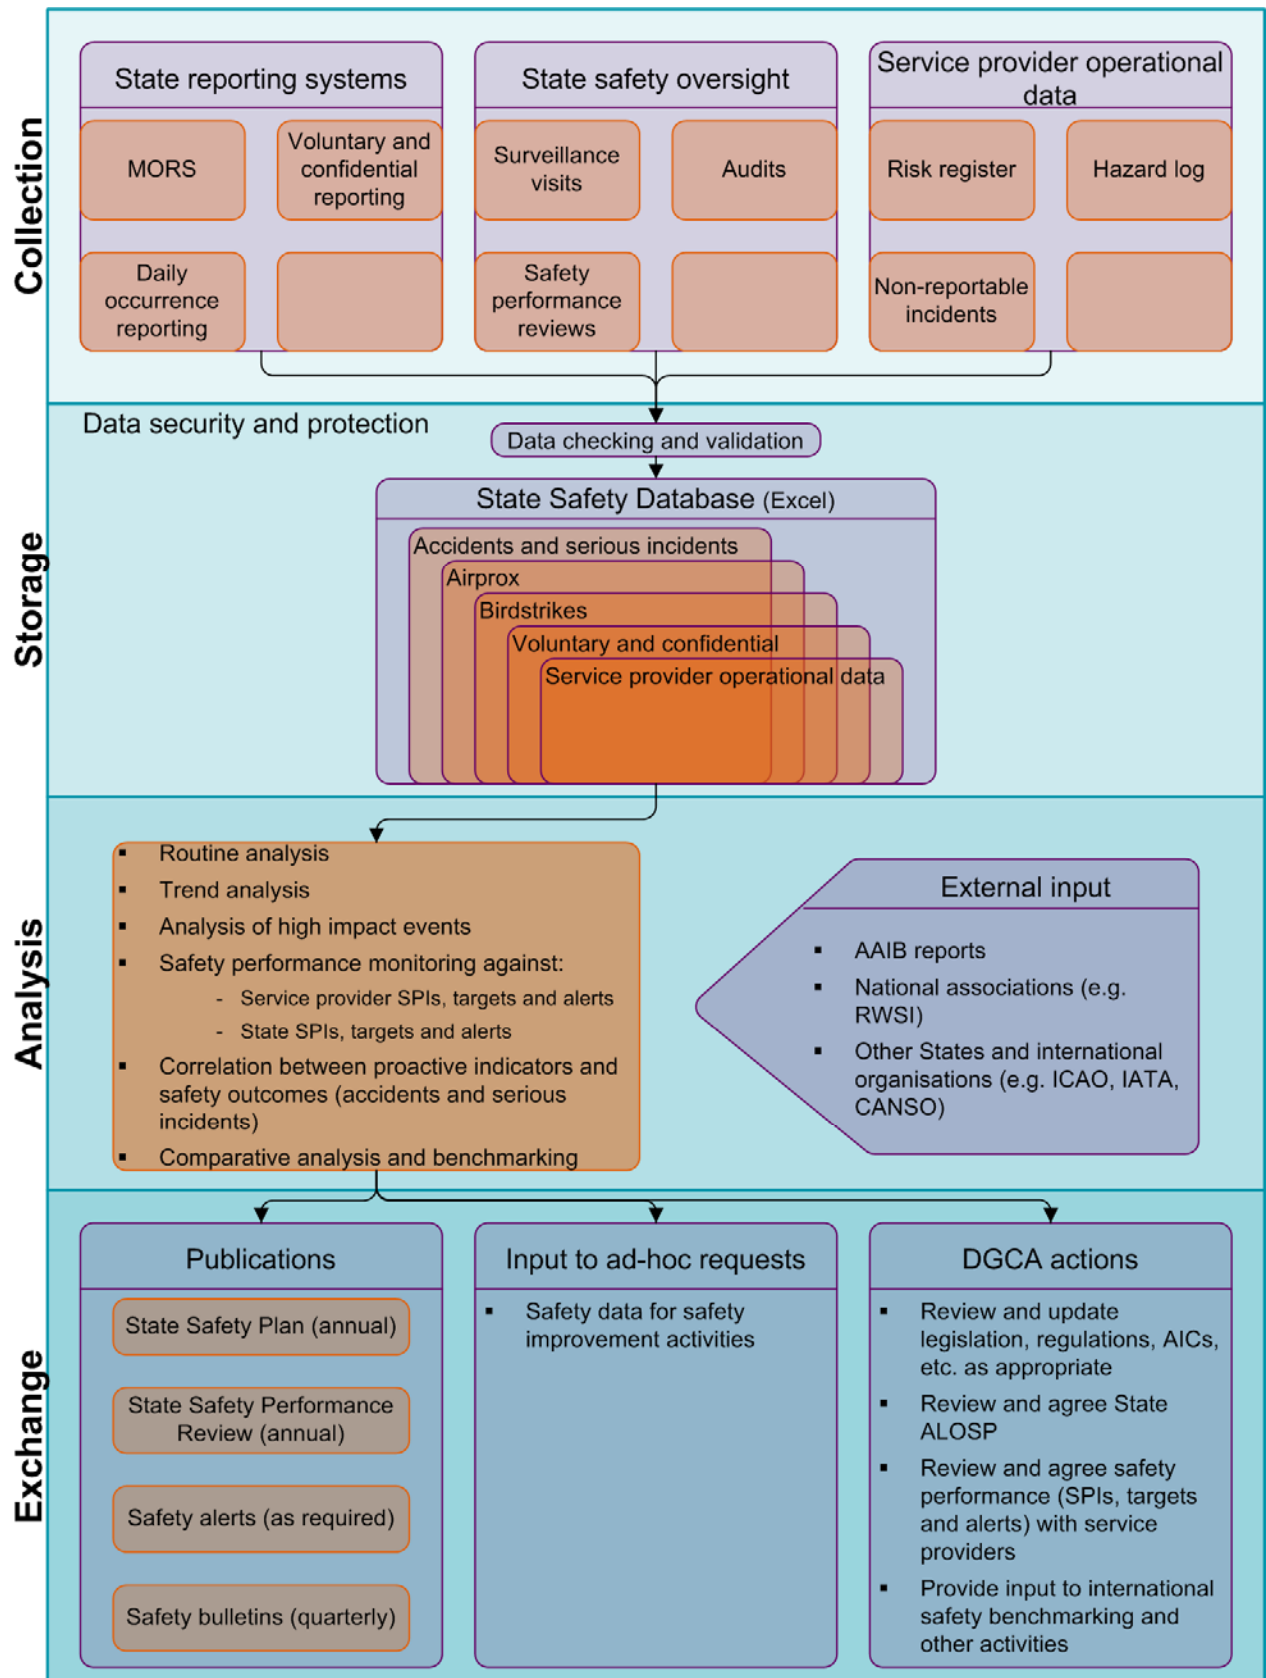 Collection
State reporting systems
MORS
Voluntary and
confidential
reporting
Daily
occurrence
reporting
State safety oversight
Surveillance
visits
Audits
Safety
performance
reviews
Service provider operational
data
Risk register
Hazard log
Non-reportable
incidents
Storage
Data security and protection
Data checking and validation
State Safety Database (Excel)
Accidents and serious incidents
Airprox
Birdstrikes
Voluntary and confidential
Service provider operational data
Analysis
▪ Routine analysis
▪ Trend analysis
▪ Analysis of high impact events
▪ Safety performance monitoring against:
- Service provider SPIs, targets and alerts
- State SPIs, targets and alerts
▪ Correlation between proactive indicators and
safety outcomes (accidents and serious
incidents)
▪ Comparative analysis and benchmarking
External input
▪ AAIB reports
▪ National associations (e.g.
RWSI)
▪ Other States and international
organisations (e.g. ICAO, IATA,
CANSO)
Exchange
Publications
State Safety Plan (annual)
State Safety Performance
Review (annual)
Safety alerts (as required)
Safety bulletins (quarterly)
Input to ad-hoc requests
▪ Safety data for safety
improvement activities
DGCA actions
▪ Review and update
legislation, regulations, AICs,
etc. as appropriate
▪ Review and agree State
ALOSP
▪ Review and agree safety
performance (SPIs, targets
and alerts) with service
providers
▪ Provide input to international
safety benchmarking and
other activities